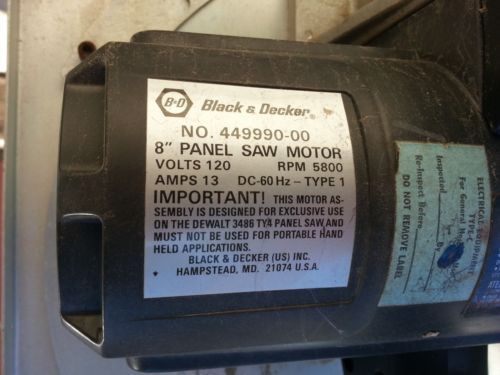 B-D Black & Decker®
NO. 449990-00
8" PANEL SAW MOTOR
VOLTS 120 RPM 5800
AMPS 13 DC-60 Hz – TYPE 1
IMPORTANT! THIS MOTOR AS-
SEMBLY IS DESIGNED FOR EXCLUSIVE USE
ON THE DEWALT 3486 TY4 PANEL SAW AND
MUST NOT BE USED FOR PORTABLE HAND
HELD APPLICATIONS.
BLACK & DECKER (US) INC.
HAMPSTEAD, MD. 21074 U.S.A.
ELECTRICAL EQUIPMENT
TYPE-C
For General
Inspected By
Re-Inspect Before
DO NOT REMOVE LABEL